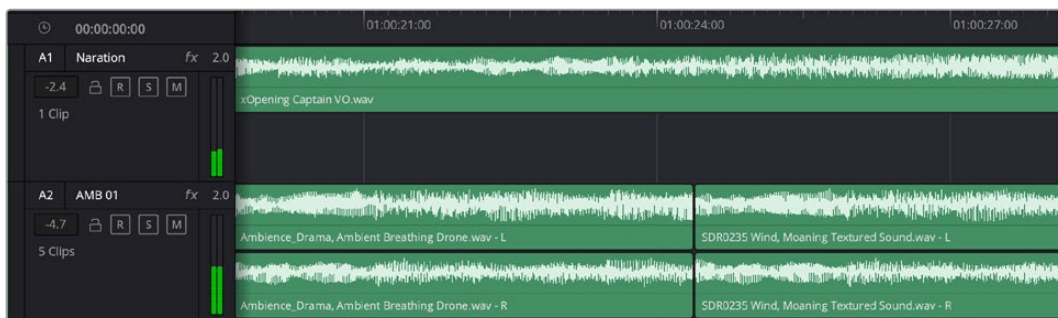 00:00:00:00 01:00:21:00 01:00:24:00 01:00:27:00
A1 Naration fx 2.0
-2.4 R S M
xOpening Captain VO.wav
1 Clip
A2 AMB 01 fx 2.0
-4.7 R S M
Ambience_Drama, Ambient Breathing Drone.wav - L SDR0235 Wind, Moaning Textured Sound.wav - L
5 Clips
Ambience_Drama, Ambient Breathing Drone.wav - R SDR0235 Wind, Moaning Textured Sound.wav - R